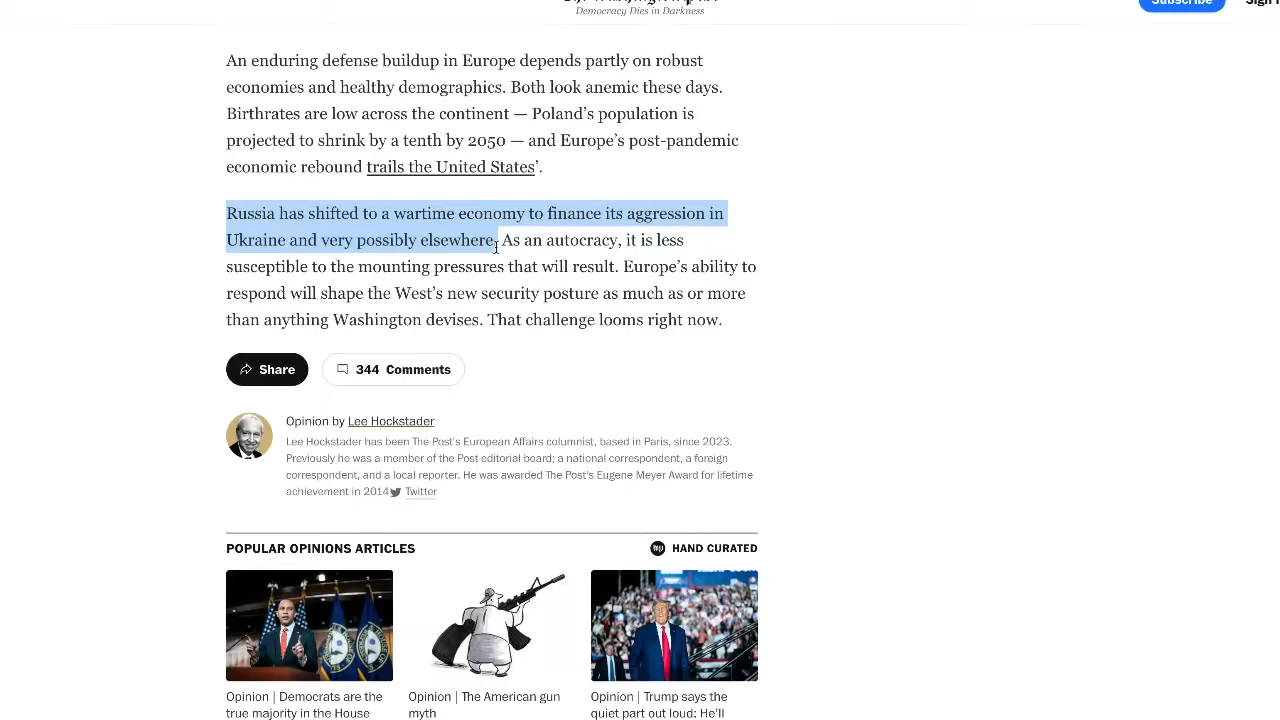 Democracy Dies in Darkness
Subscribe
An enduring defense buildup in Europe depends partly on robust
economies and healthy demographics. Both look anemic these days.
Birthrates are low across the continent — Poland’s population is
projected to shrink by a tenth by 2050 — and Europe’s post-pandemic
economic rebound trails the United States’.
Russia has shifted to a wartime economy to finance its aggression in
Ukraine and very possibly elsewhere. As an autocracy, it is less
susceptible to the mounting pressures that will result. Europe’s ability to
respond will shape the West’s new security posture as much as or more
than anything Washington devises. That challenge looms right now.
Share
344 Comments
Opinion by Lee Hockstader
Lee Hockstader has been The Post's European Affairs columnist, based in Paris, since 2023.
Previously he was a member of the Post editorial board; a national correspondent, a foreign
correspondent, and a local reporter. He was awarded The Post's Eugene Meyer Award for lifetime
achievement in 2014 Twitter
POPULAR OPINIONS ARTICLES
HAND CURATED
Opinion | Democrats are the
true majority in the House
Opinion | The American gun
myth
Opinion | Trump says the
quiet part out loud: He'll